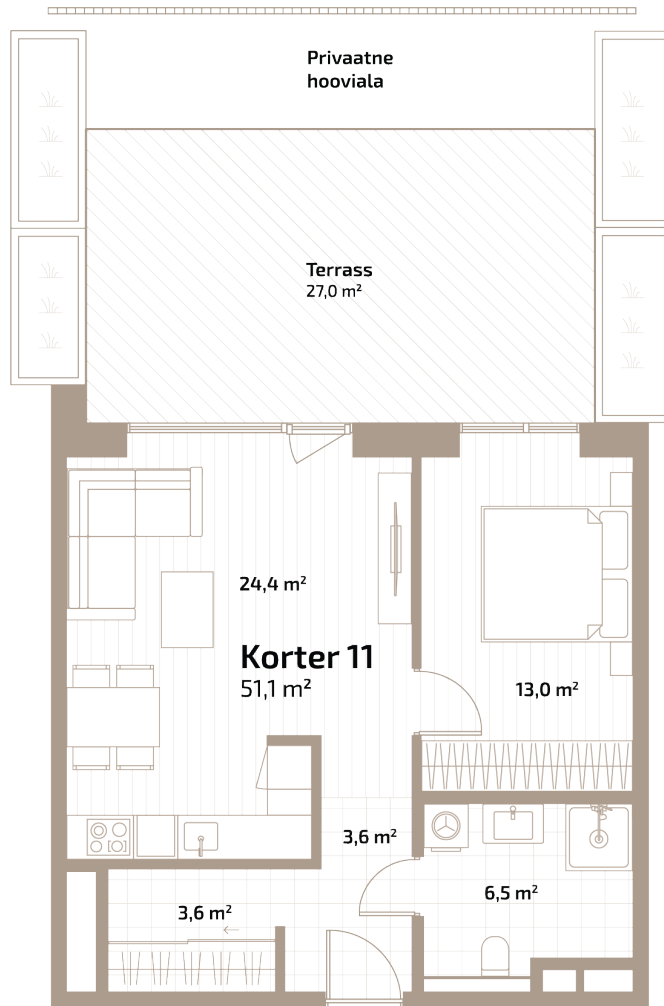 Privaatne
hooviala
Terrass
27,0 m²
24,4 m²
Korter 11
51,1 m²
13,0 m²
3,6 m²
6,5 m²
3,6 m²